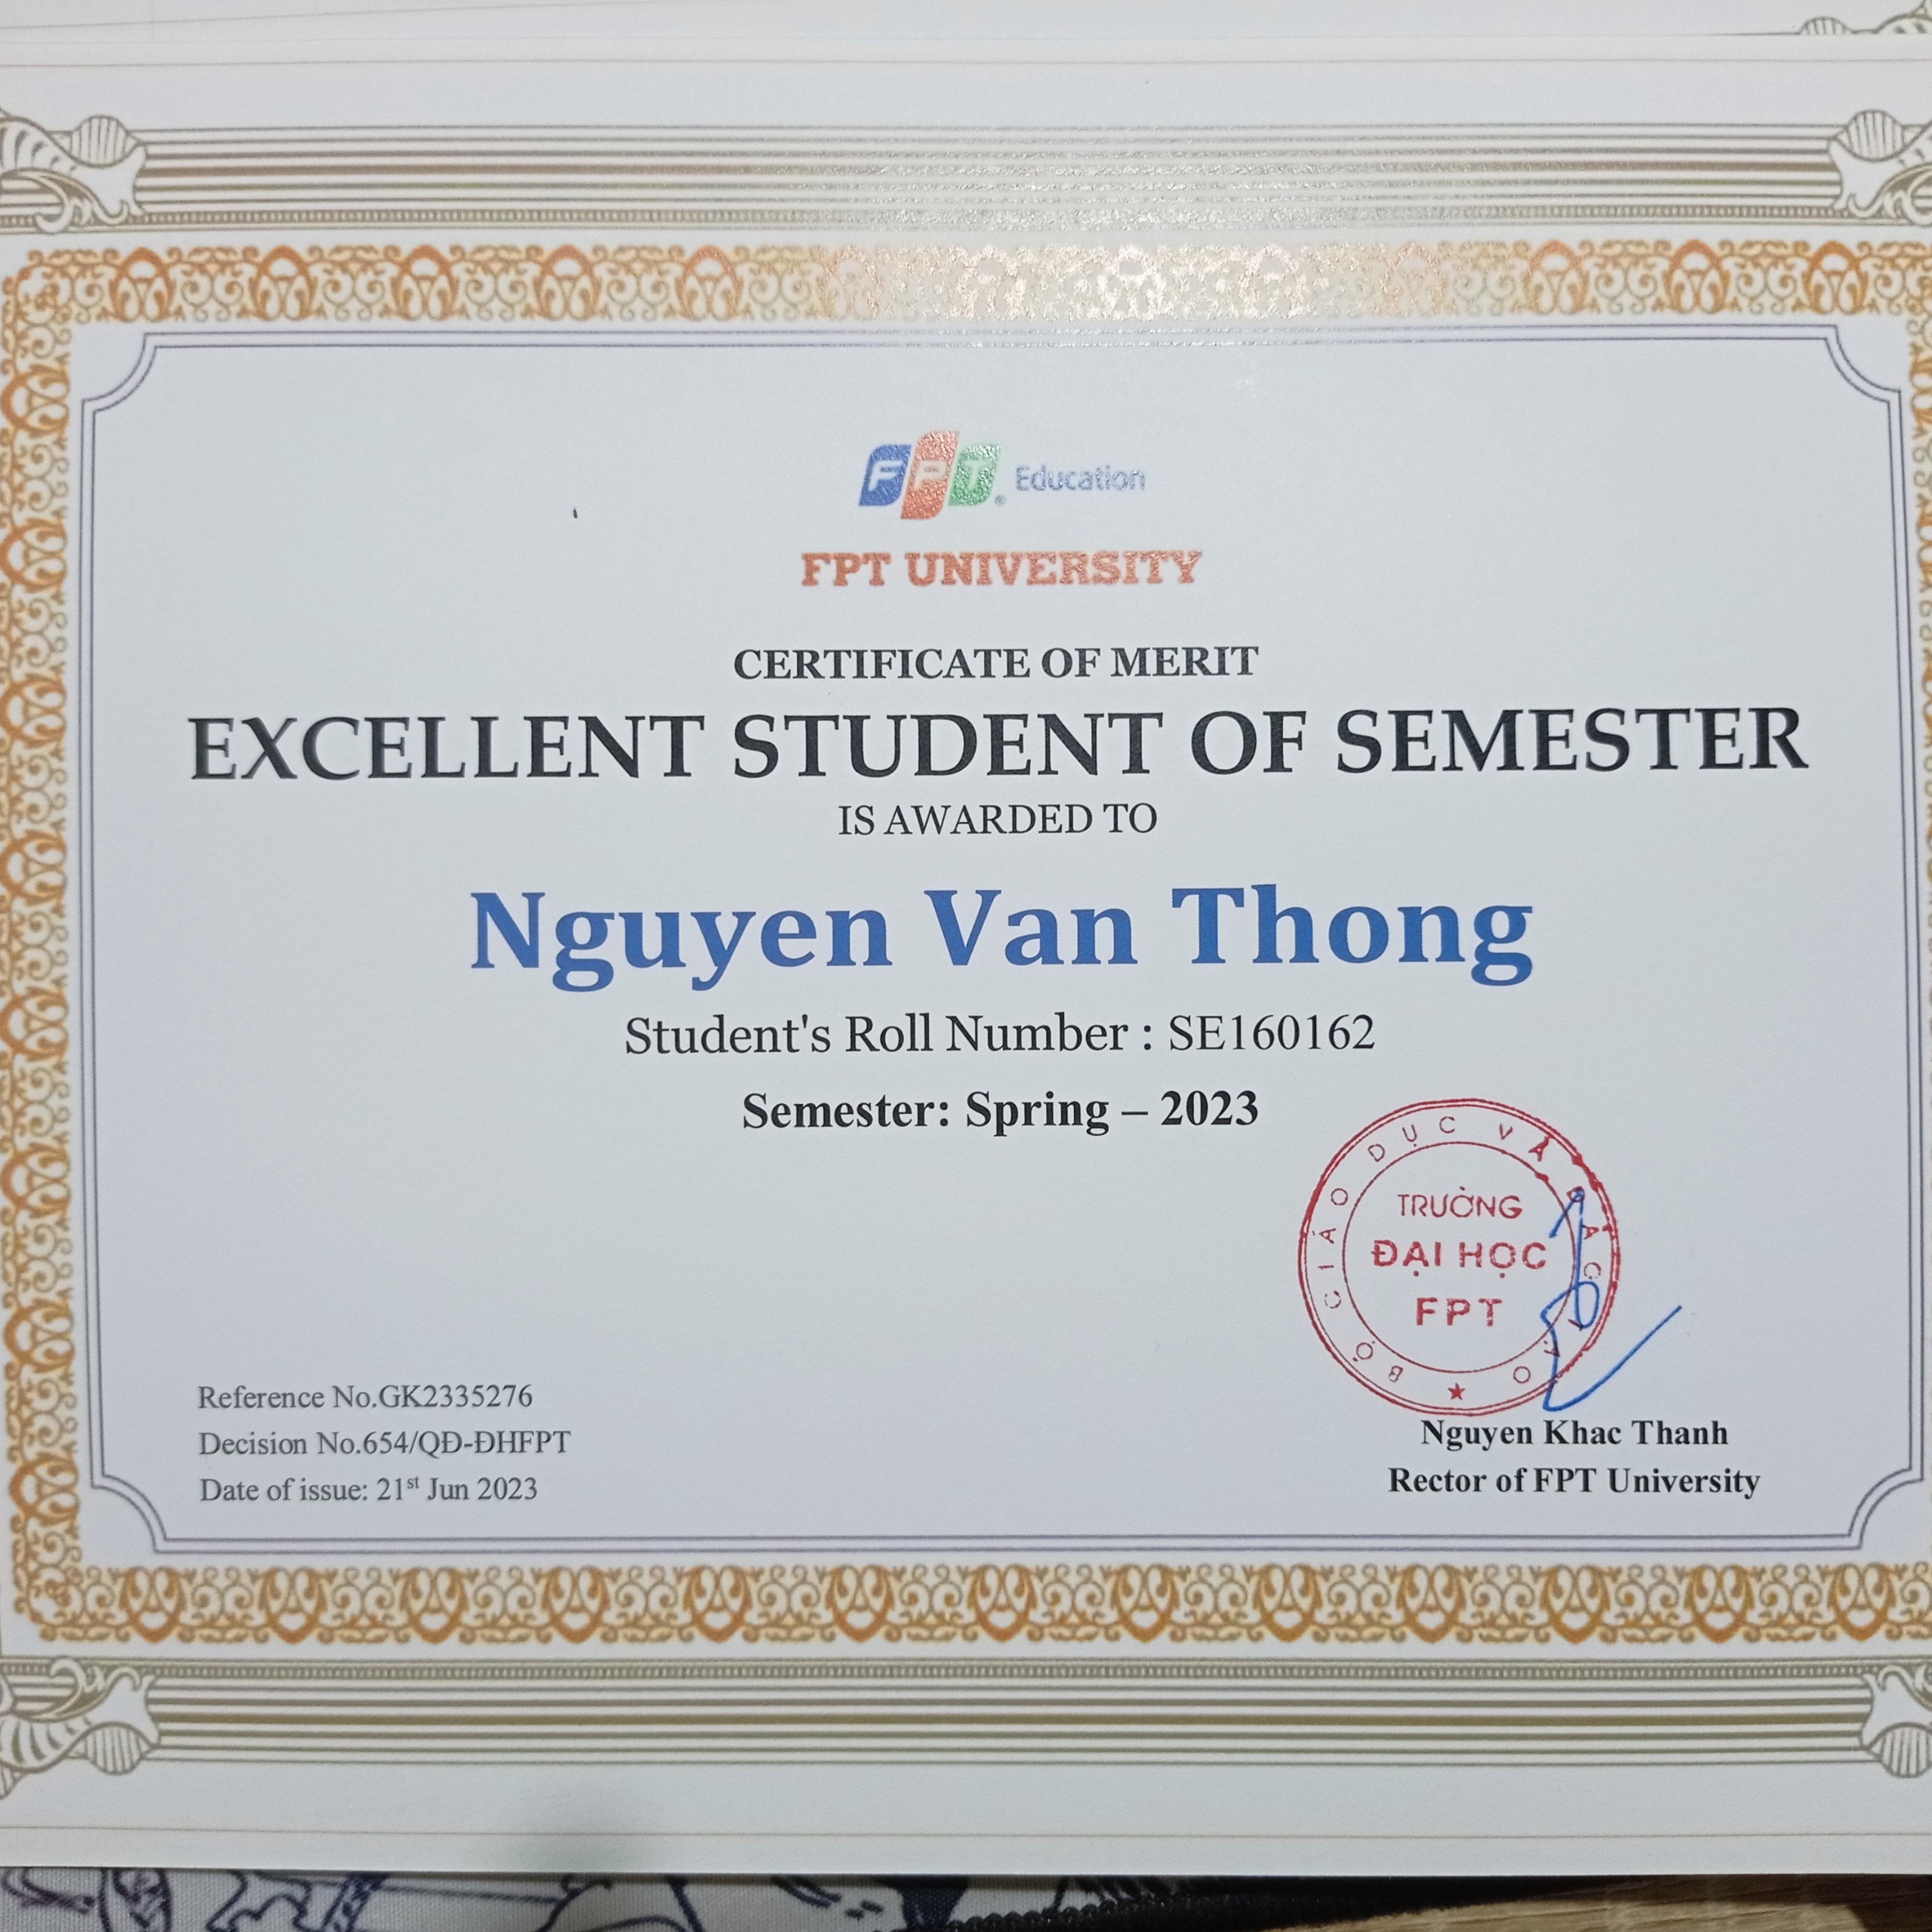 FPT® Education
FPT UNIVERSITY
CERTIFICATE OF MERIT
EXCELLENT STUDENT OF SEMESTER
IS AWARDED TO
Nguyen Van Thong
Student's Roll Number : SE160162
Semester: Spring – 2023
BỘ GIÁO DỤC VÀ ĐÀO TẠO
TRƯỜNG
ĐẠI HỌC
FPT
Reference No.GK2335276
Decision No.654/QĐ-ĐHFPT
Date of issue: 21st Jun 2023
Nguyen Khac Thanh
Rector of FPT University